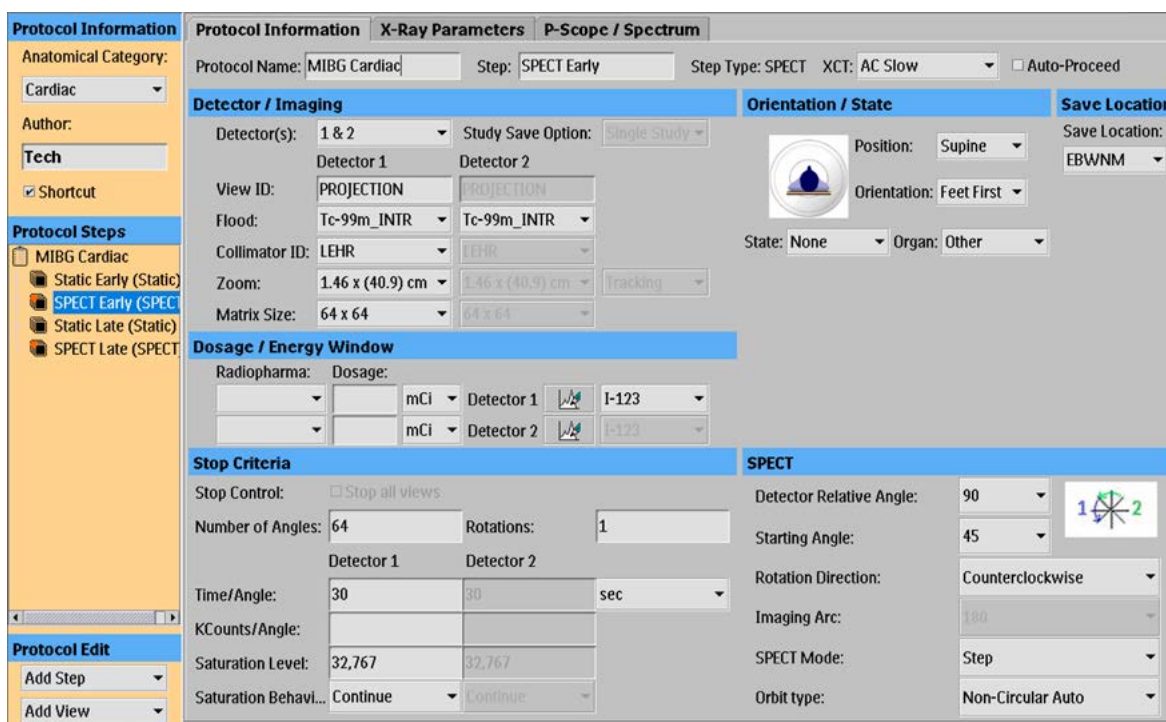 Protocol Information
Anatomical Category:
Cardiac
Author:
Tech
Shortcut
Protocol Steps
MIBG Cardiac
Static Early (Static)
SPECT Early (SPECT
Static Late (Static)
SPECT Late (SPECT
Protocol Edit
Add Step
Add View
Protocol Information X-Ray Parameters P-Scope / Spectrum
Protocol Name: MIBG Cardiac Step: SPECT Early Step Type: SPECT XCT: AC Slow Auto-Proceed
Detector / Imaging
Detector(s): 1 & 2 Study Save Option: Single Study
Detector 1 Detector 2
View ID: PROJECTION PROJECTION
Flood: Tc-99m_INTR Tc-99m_INTR
Collimator ID: LEHR LEHR
Zoom: 1.46 x (40.9) cm 1.46 x (40.9) cm Tracking
Matrix Size: 64 x 64 64 x 64
Orientation / State
Position: Supine
Orientation: Feet First
State: None Organ: Other
Save Location
Save Location:
EBWNM
Dosage / Energy Window
Radiopharma: Dosage:
mCi Detector 1 I-123
mCi Detector 2 I-123
Stop Criteria
Stop Control: Stop all views
Number of Angles: 64 Rotations: 1
Detector 1 Detector 2
Time/Angle: 30 30 sec
KCounts/Angle:
Saturation Level: 32,767 32,767
Saturation Behavi... Continue Continue
SPECT
Detector Relative Angle: 90
1 2
Starting Angle: 45
Rotation Direction: Counterclockwise
Imaging Arc: 180
SPECT Mode: Step
Orbit type: Non-Circular Auto